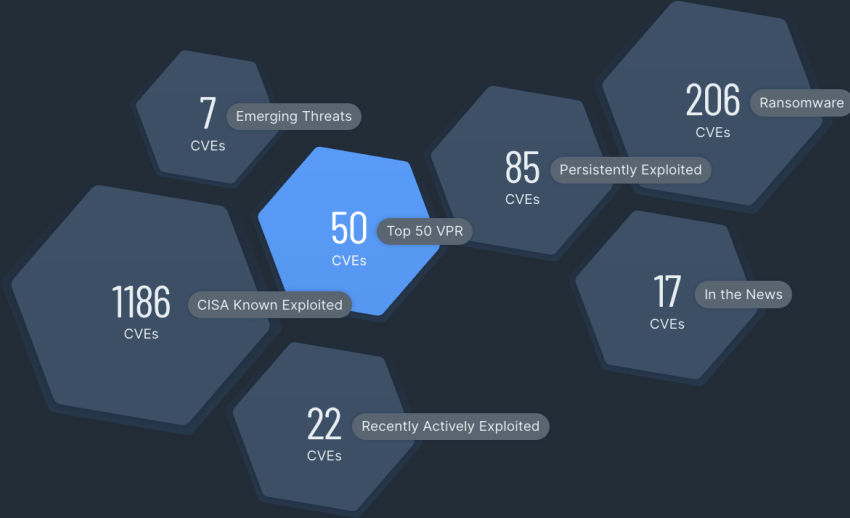 7
CVEs
Emerging Threats
206
CVEs
Ransomware
85
CVEs
Persistently Exploited
50
CVEs
Top 50 VPR
1186
CVEs
CISA Known Exploited
17
CVEs
In the News
22
CVEs
Recently Actively Exploited